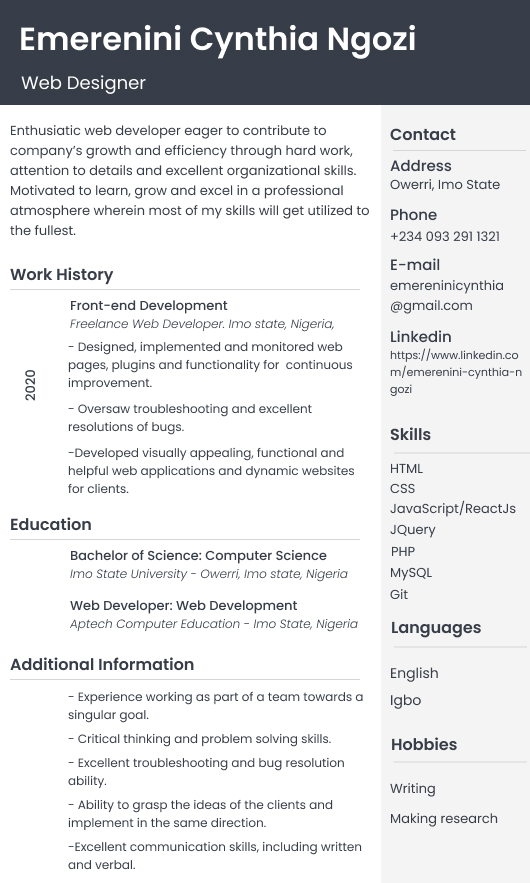 Emerenini Cynthia Ngozi
Web Designer
Enthusiatic web developer eager to contribute to
company’s growth and efficiency through hard work,
attention to details and excellent organizational skills.
Motivated to learn, grow and excel in a professional
atmosphere wherein most of my skills will get utilized to
the fullest.
Work History
2020
Front-end Development
Freelance Web Developer. Imo state, Nigeria,
- Designed, implemented and monitored web
pages, plugins and functionality for  continuous
improvement.
- Oversaw troubleshooting and excellent
resolutions of bugs.
-Developed visually appealing, functional and
helpful web applications and dynamic websites
for clients.
Education
Bachelor of Science: Computer Science
Imo State University - Owerri, Imo state, Nigeria
Web Developer: Web Development
Aptech Computer Education - Imo State, Nigeria
Additional Information
- Experience working as part of a team towards a
singular goal.
- Critical thinking and problem solving skills.
- Excellent troubleshooting and bug resolution
ability.
- Ability to grasp the ideas of the clients and
implement in the same direction.
-Excellent communication skills, including written
and verbal.
Contact
Address
Owerri, Imo State
Phone
+234 093 291 1321
E-mail
emereninicynthia
@gmail.com
Linkedin
https://www.linkedin.co
m/emerenini-cynthia-n
gozi
Skills
HTML
CSS
JavaScript/ReactJs
JQuery
PHP
MySQL
Git
Languages
English
Igbo
Hobbies
Writing
Making research